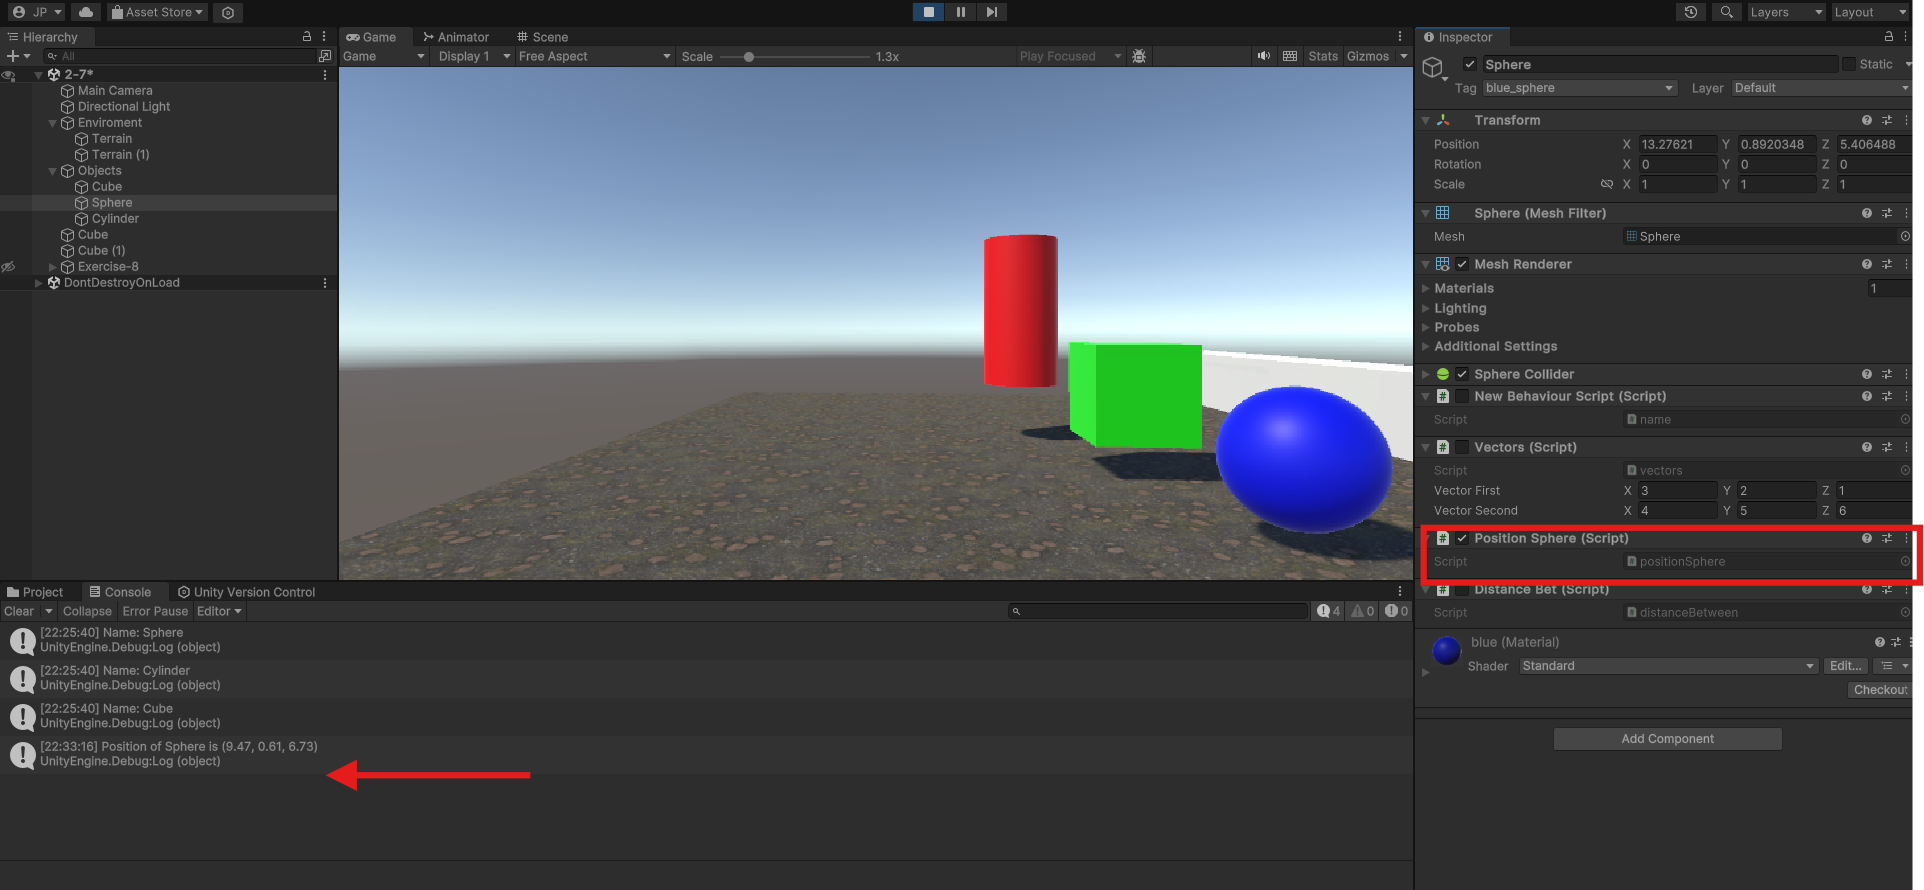 JP
Asset Store
Layers
Layout
Hierarchy
All
2-7*
Main Camera
Directional Light
Enviroment
Terrain
Terrain (1)
Objects
Cube
Sphere
Cylinder
Cube
Cube (1)
Exercise-8
DontDestroyOnLoad
Game
Animator
Scene
Game
Display 1
Free Aspect
Scale
1.3x
Play Focused
Stats
Gizmos
Inspector
Sphere
Static
Tag blue_sphere
Layer Default
Transform
Position X 13.27621 Y 0.8920348 Z 5.406488
Rotation X 0 Y 0 Z 0
Scale X 1 Y 1 Z 1
Sphere (Mesh Filter)
Mesh Sphere
Mesh Renderer
Materials 1
Lighting
Probes
Additional Settings
Sphere Collider
New Behaviour Script (Script)
Script name
Vectors (Script)
Script vectors
Vector First X 3 Y 2 Z 1
Vector Second X 4 Y 5 Z 6
Position Sphere (Script)
Script positionSphere
Distance Bet (Script)
Script distanceBetween
blue (Material)
Shader Standard Edit...
Checkout
Add Component
Project
Console
Unity Version Control
Clear
Collapse
Error Pause
Editor
4
0
0
[22:25:40] Name: Sphere
UnityEngine.Debug:Log (object)
[22:25:40] Name: Cylinder
UnityEngine.Debug:Log (object)
[22:25:40] Name: Cube
UnityEngine.Debug:Log (object)
[22:33:16] Position of Sphere is (9.47, 0.61, 6.73)
UnityEngine.Debug:Log (object)